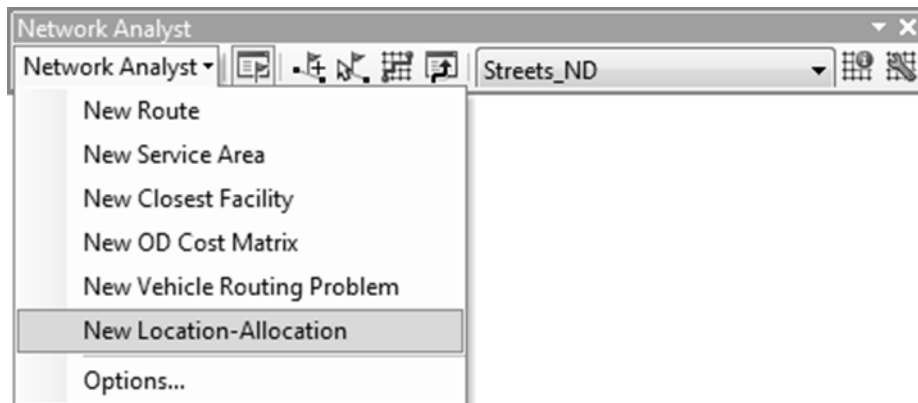 Network Analyst
Network Analyst Streets_ND
New Route
New Service Area
New Closest Facility
New OD Cost Matrix
New Vehicle Routing Problem
New Location-Allocation
Options...